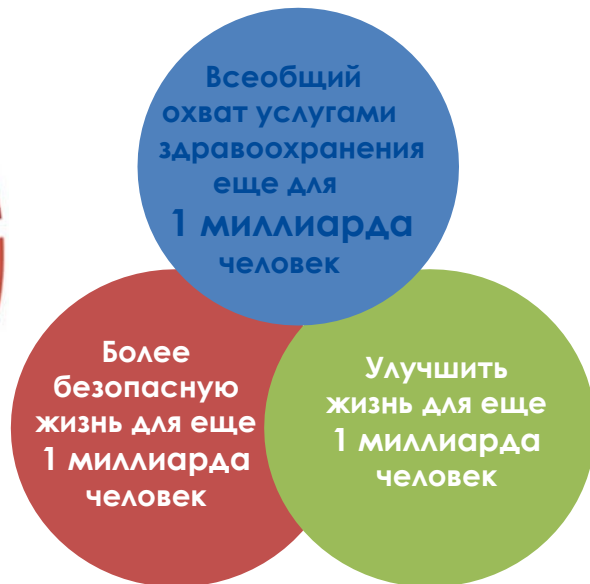 Всеобщий
охват услугами
здравоохранения
еще для
1 миллиарда
человек
Более
безопасную
жизнь для еще
1 миллиарда
человек
Улучшить
жизнь для еще
1 миллиарда
человек